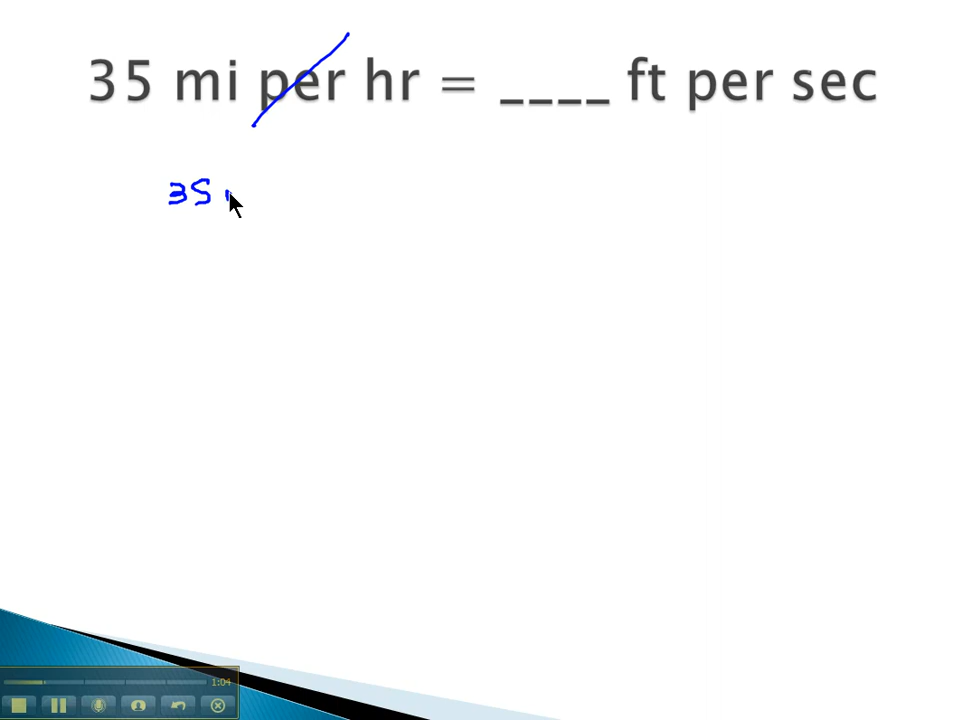 35 mi per hr = ____ ft per sec
35
1:04